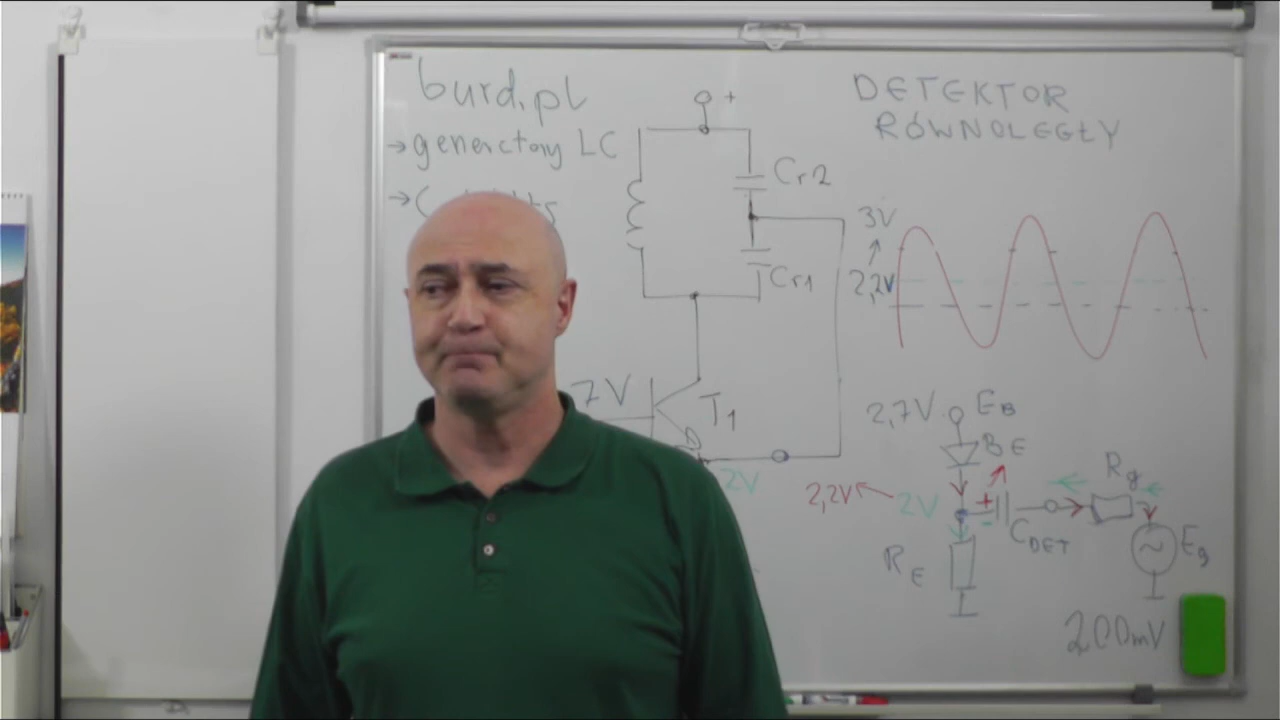 burd.pl
→ generatory LC
→
+
Cr2
Cr1
7V
T1
2V
DETEKTOR
RÓWNOLEGŁY
3V
2,2V
2,7V
EB
BE
Rg
2,2V
2V
+
-
CDET
Eg
RE
200mV